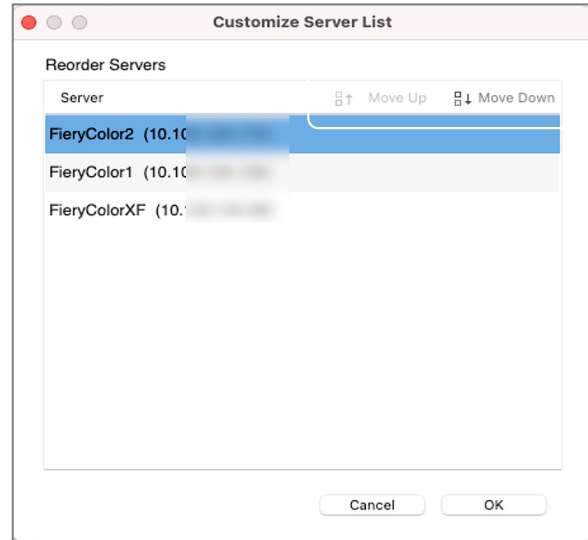 Customize Server List
Reorder Servers
Server Move Up Move Down
FieryColor2 (10.10
FieryColor1 (10.10
FieryColorXF (10.
Cancel OK